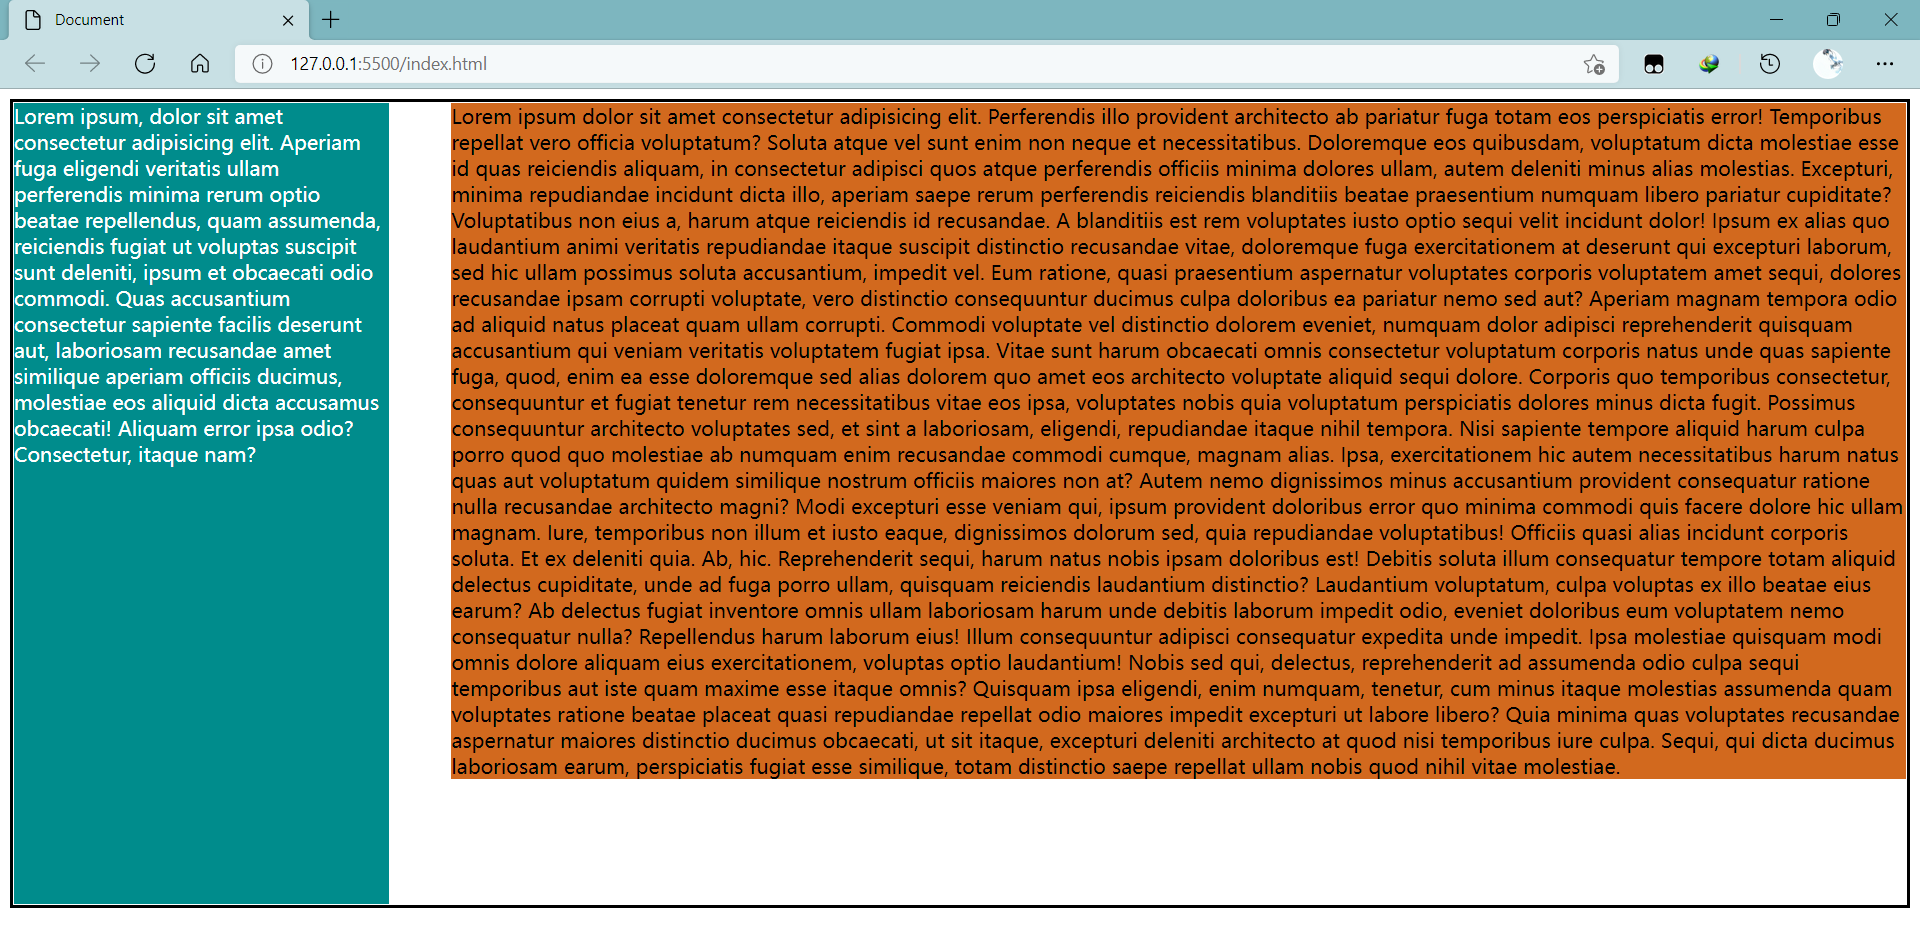 Document
127.0.0.1:5500/index.html
Lorem ipsum, dolor sit amet
consectetur adipisicing elit. Aperiam
fuga eligendi veritatis ullam
perferendis minima rerum optio
beatae repellendus, quam assumenda,
reiciendis fugiat ut voluptas suscipit
sunt deleniti, ipsum et obcaecati odio
commodi. Quas accusantium
consectetur sapiente facilis deserunt
aut, laboriosam recusandae amet
similique aperiam officiis ducimus,
molestiae eos aliquid dicta accusamus
obcaecati! Aliquam error ipsa odio?
Consectetur, itaque nam?
Lorem ipsum dolor sit amet consectetur adipisicing elit. Perferendis illo provident architecto ab pariatur fuga totam eos perspiciatis error! Temporibus
repellat vero officia voluptatum? Soluta atque vel sunt enim non neque et necessitatibus. Doloremque eos quibusdam, voluptatum dicta molestiae esse
id quas reiciendis aliquam, in consectetur adipisci quos atque perferendis officiis minima dolores ullam, autem deleniti minus alias molestias. Excepturi,
minima repudiandae incidunt dicta illo, aperiam saepe rerum perferendis reiciendis blanditiis beatae praesentium numquam libero pariatur cupiditate?
Voluptatibus non eius a, harum atque reiciendis id recusandae. A blanditiis est rem voluptates iusto optio sequi velit incidunt dolor! Ipsum ex alias quo
laudantium animi veritatis repudiandae itaque suscipit distinctio recusandae vitae, doloremque fuga exercitationem at deserunt qui excepturi laborum,
sed hic ullam possimus soluta accusantium, impedit vel. Eum ratione, quasi praesentium aspernatur voluptates corporis voluptatem amet sequi, dolores
recusandae ipsam corrupti voluptate, vero distinctio consequuntur ducimus culpa doloribus ea pariatur nemo sed aut? Aperiam magnam tempora odio
ad aliquid natus placeat quam ullam corrupti. Commodi voluptate vel distinctio dolorem eveniet, numquam dolor adipisci reprehenderit quisquam
accusantium qui veniam veritatis voluptatem fugiat ipsa. Vitae sunt harum obcaecati omnis consectetur voluptatum corporis natus unde quas sapiente
fuga, quod, enim ea esse doloremque sed alias dolorem quo amet eos architecto voluptate aliquid sequi dolore. Corporis quo temporibus consectetur,
consequuntur et fugiat tenetur rem necessitatibus vitae eos ipsa, voluptates nobis quia voluptatum perspiciatis dolores minus dicta fugit. Possimus
consequuntur architecto voluptates sed, et sint a laboriosam, eligendi, repudiandae itaque nihil tempora. Nisi sapiente tempore aliquid harum culpa
porro quod quo molestiae ab numquam enim recusandae commodi cumque, magnam alias. Ipsa, exercitationem hic autem necessitatibus harum natus
quas aut voluptatum quidem similique nostrum officiis maiores non at? Autem nemo dignissimos minus accusantium provident consequatur ratione
nulla recusandae architecto magni? Modi excepturi esse veniam qui, ipsum provident doloribus error quo minima commodi quis facere dolore hic ullam
magnam. Iure, temporibus non illum et iusto eaque, dignissimos dolorum sed, quia repudiandae voluptatibus! Officiis quasi alias incidunt corporis
soluta. Et ex deleniti quia. Ab, hic. Reprehenderit sequi, harum natus nobis ipsam doloribus est! Debitis soluta illum consequatur tempore totam aliquid
delectus cupiditate, unde ad fuga porro ullam, quisquam reiciendis laudantium distinctio? Laudantium voluptatum, culpa voluptas ex illo beatae eius
earum? Ab delectus fugiat inventore omnis ullam laboriosam harum unde debitis laborum impedit odio, eveniet doloribus eum voluptatem nemo
consequatur nulla? Repellendus harum laborum eius! Illum consequuntur adipisci consequatur expedita unde impedit. Ipsa molestiae quisquam modi
omnis dolore aliquam eius exercitationem, voluptas optio laudantium! Nobis sed qui, delectus, reprehenderit ad assumenda odio culpa sequi
temporibus aut iste quam maxime esse itaque omnis? Quisquam ipsa eligendi, enim numquam, tenetur, cum minus itaque molestias assumenda quam
voluptates ratione beatae placeat quasi repudiandae repellat odio maiores impedit excepturi ut labore libero? Quia minima quas voluptates recusandae
aspernatur maiores distinctio ducimus obcaecati, ut sit itaque, excepturi deleniti architecto at quod nisi temporibus iure culpa. Sequi, qui dicta ducimus
laboriosam earum, perspiciatis fugiat esse similique, totam distinctio saepe repellat ullam nobis quod nihil vitae molestiae.